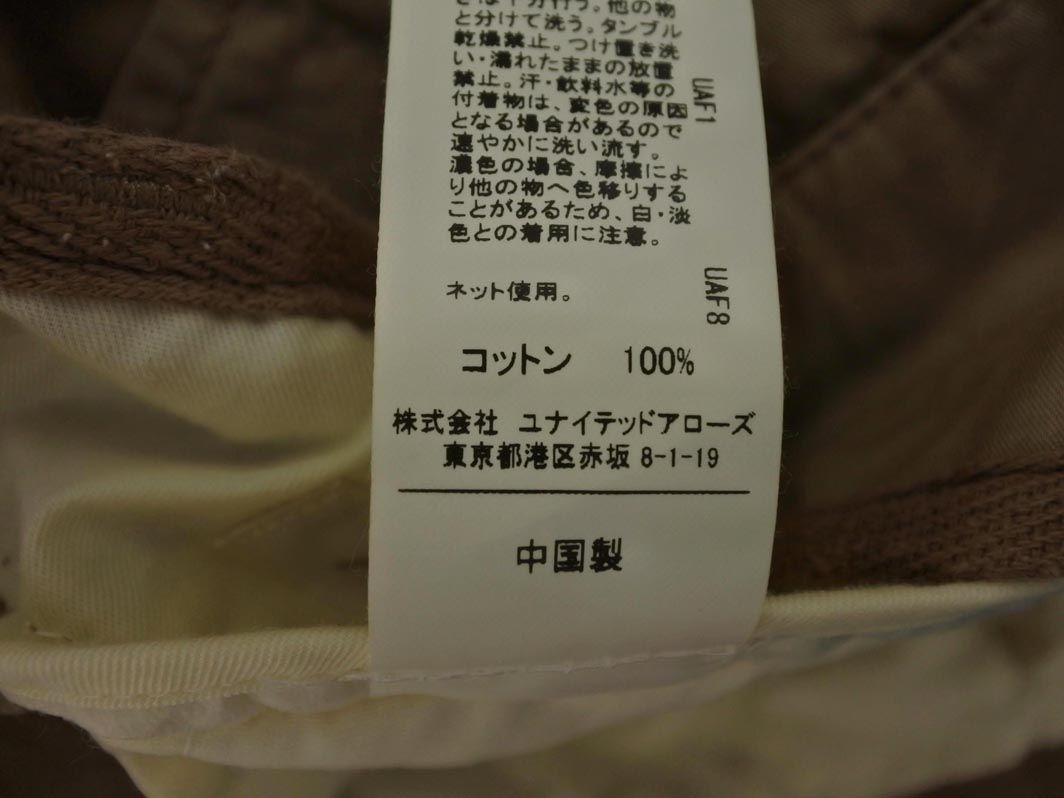 と分けて洗う。タンブル
乾燥禁止。つけ置き洗
い・濡れたままの放置
禁止。汗・飲料水等の
付着物は、変色の原因
となる場合があるので
速やかに洗い流す。
濃色の場合、摩擦によ
り他の物へ色移りする
ことがあるため、白・淡
色との着用に注意。
UAF1
ネット使用。
UAF8
コットン 100%
株式会社 ユナイテッドアローズ
東京都港区赤坂 8-1-19
中国製